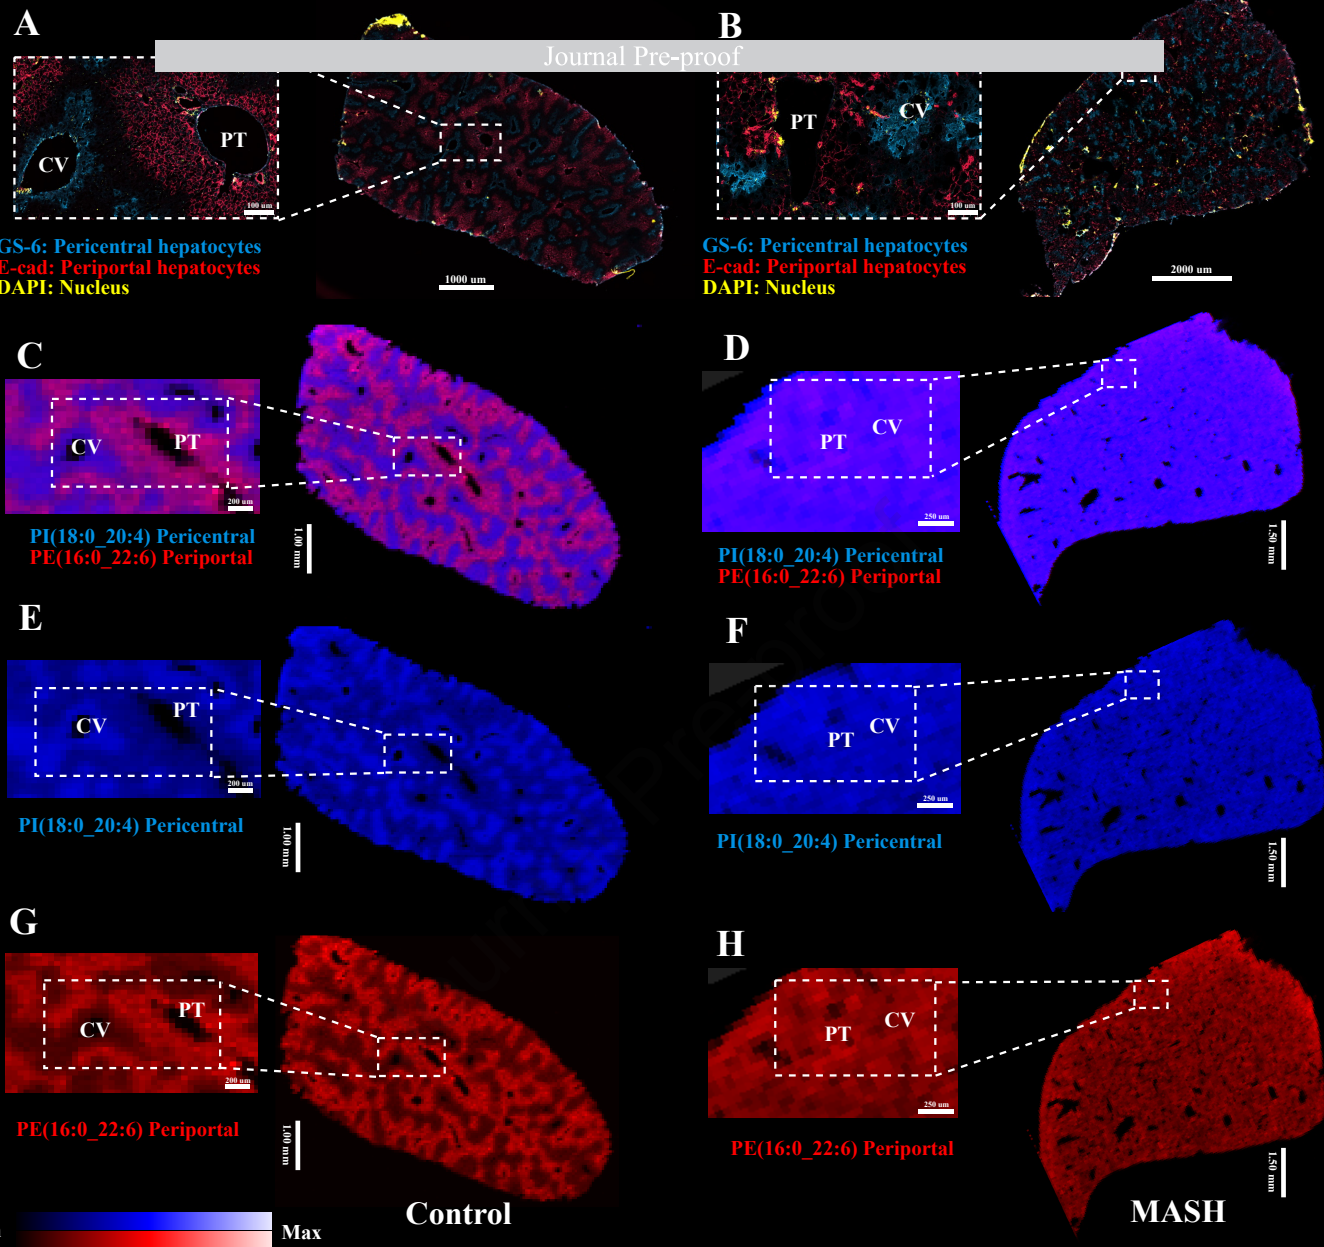 A
B
Journal Pre-proof
CV
PT
100 um
PT
CV
100 um
GS-6: Pericentral hepatocytes
E-cad: Periportal hepatocytes
DAPI: Nucleus
1000 um
GS-6: Pericentral hepatocytes
E-cad: Periportal hepatocytes
DAPI: Nucleus
2000 um
C
CV
PT
200 um
PI(18:0_20:4) Pericentral
PE(16:0_22:6) Periportal
1.00 mm
D
PT
CV
250 um
PI(18:0_20:4) Pericentral
PE(16:0_22:6) Periportal
1.50 mm
E
CV
PT
200 um
PI(18:0_20:4) Pericentral
1.00 mm
F
PT
CV
250 um
PI(18:0_20:4) Pericentral
1.50 mm
G
CV
PT
200 um
PE(16:0_22:6) Periportal
1.00 mm
H
PT
CV
250 um
PE(16:0_22:6) Periportal
1.50 mm
Control
MASH
Max